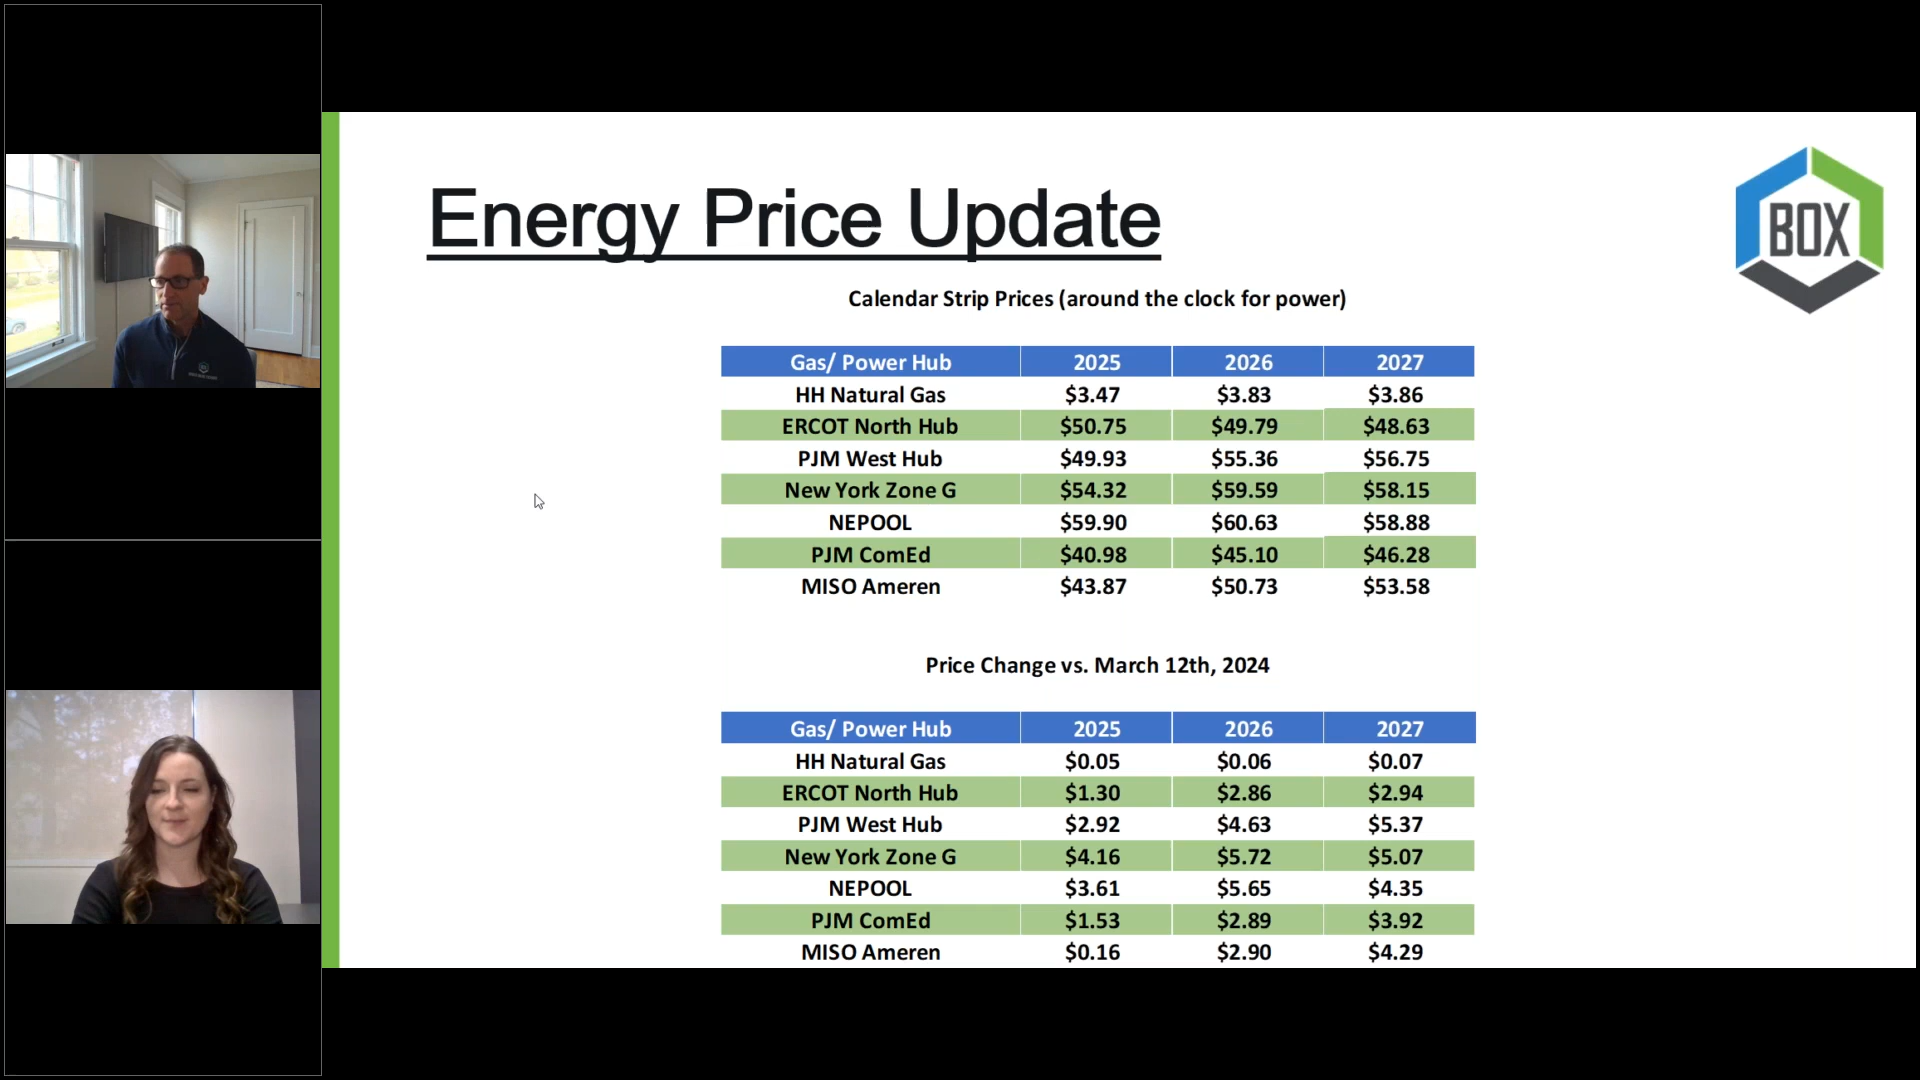 Energy Price Update
BOX
Calendar Strip Prices (around the clock for power)
Gas/ Power Hub 2025 2026 2027
HH Natural Gas $3.47 $3.83 $3.86
ERCOT North Hub $50.75 $49.79 $48.63
PJM West Hub $49.93 $55.36 $56.75
New York Zone G $54.32 $59.59 $58.15
NEPOOL $59.90 $60.63 $58.88
PJM ComEd $40.98 $45.10 $46.28
MISO Ameren $43.87 $50.73 $53.58
Price Change vs. March 12th, 2024
Gas/ Power Hub 2025 2026 2027
HH Natural Gas $0.05 $0.06 $0.07
ERCOT North Hub $1.30 $2.86 $2.94
PJM West Hub $2.92 $4.63 $5.37
New York Zone G $4.16 $5.72 $5.07
NEPOOL $3.61 $5.65 $4.35
PJM ComEd $1.53 $2.89 $3.92
MISO Ameren $0.16 $2.90 $4.29